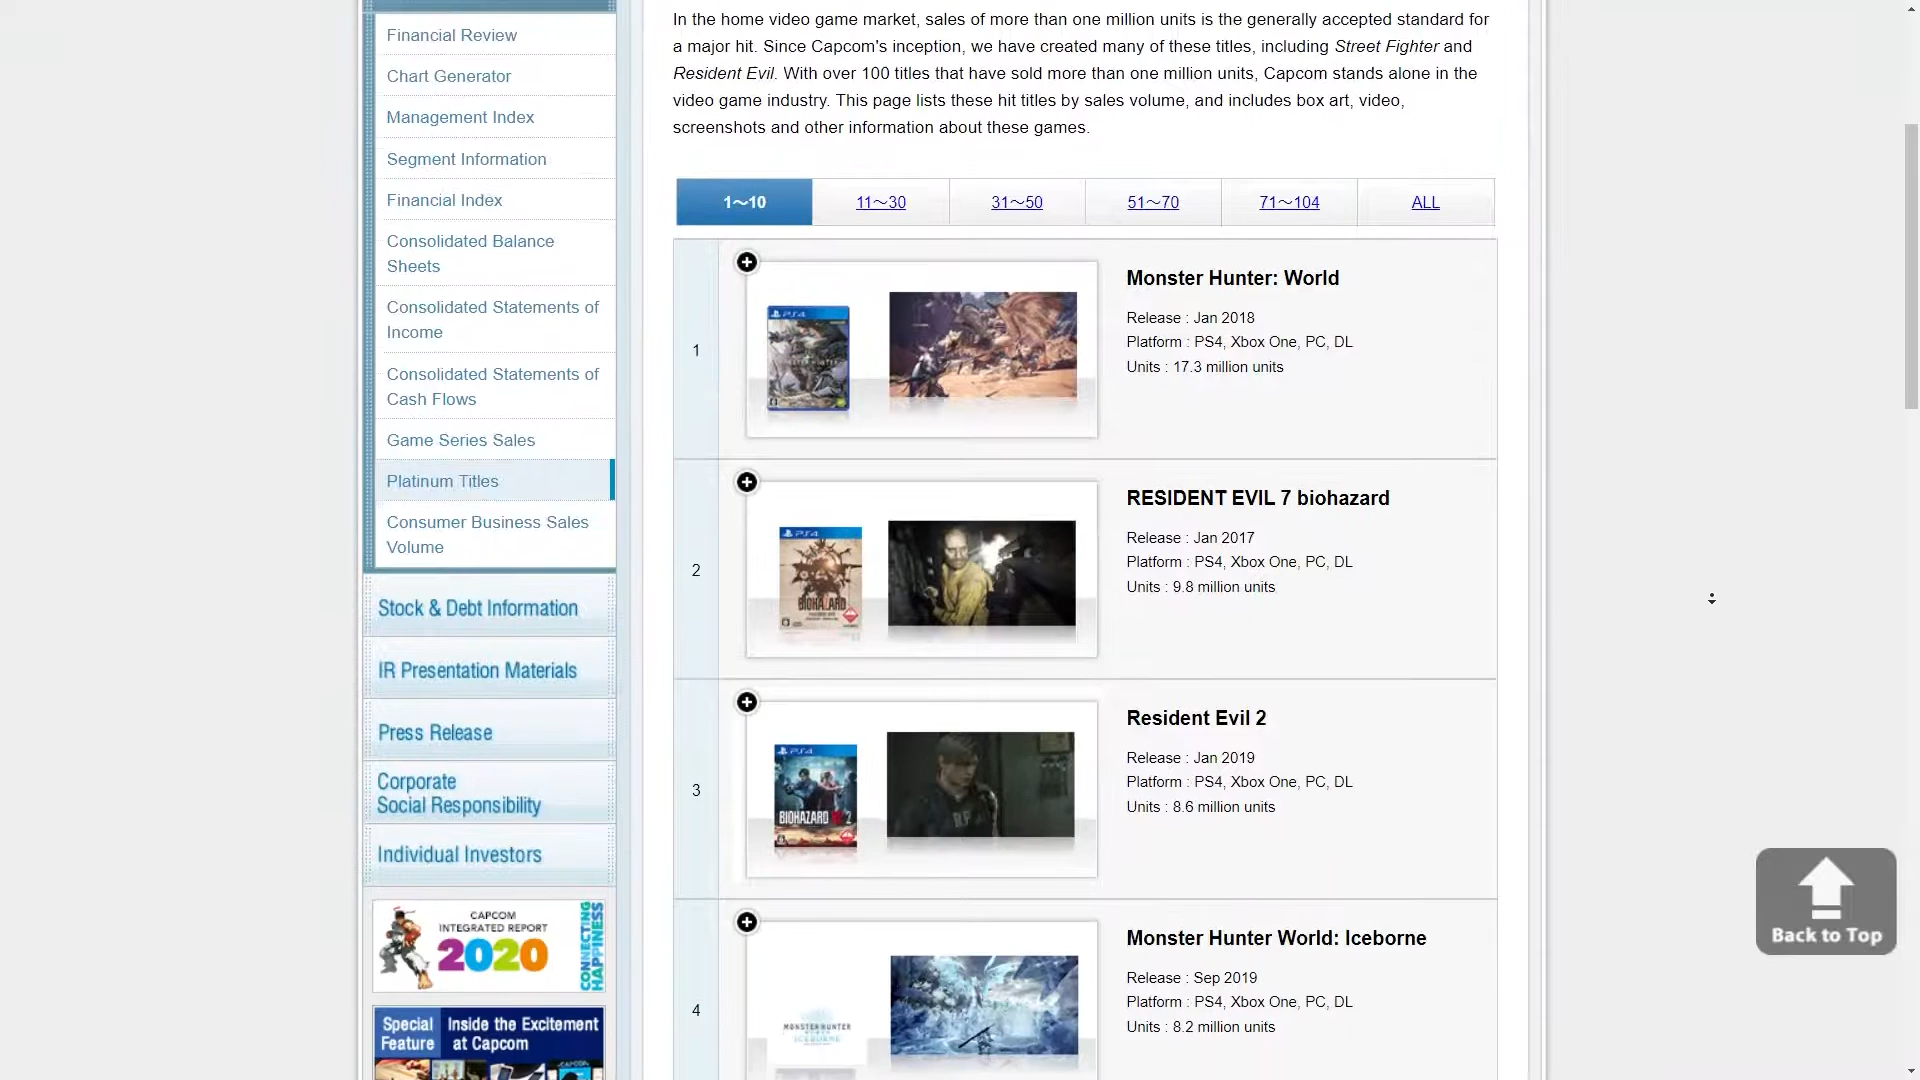 Financial Review
Chart Generator
Management Index
Segment Information
Financial Index
Consolidated Balance
Sheets
Consolidated Statements of
Income
Consolidated Statements of
Cash Flows
Game Series Sales
Platinum Titles
Consumer Business Sales
Volume
Stock & Debt Information
IR Presentation Materials
Press Release
Corporate
Social Responsibility
Individual Investors
CAPCOM
INTEGRATED REPORT
2020
CONNECTING
HAPPINESS
Special
Feature
Inside the Excitement
at Capcom
In the home video game market, sales of more than one million units is the generally accepted standard for
a major hit. Since Capcom's inception, we have created many of these titles, including Street Fighter and
Resident Evil. With over 100 titles that have sold more than one million units, Capcom stands alone in the
video game industry. This page lists these hit titles by sales volume, and includes box art, video,
screenshots and other information about these games.
1～10 11～30 31～50 51～70 71～104 ALL
1
PS4
Monster Hunter: World
Release : Jan 2018
Platform : PS4, Xbox One, PC, DL
Units : 17.3 million units
2
PS4
BIOHAZARD
RESIDENT EVIL 7 biohazard
Release : Jan 2017
Platform : PS4, Xbox One, PC, DL
Units : 9.8 million units
3
PS4
BIOHAZARD RE:2
Resident Evil 2
Release : Jan 2019
Platform : PS4, Xbox One, PC, DL
Units : 8.6 million units
4
MONSTER HUNTER
WORLD
ICEBORNE
Monster Hunter World: Iceborne
Release : Sep 2019
Platform : PS4, Xbox One, PC, DL
Units : 8.2 million units
Back to Top